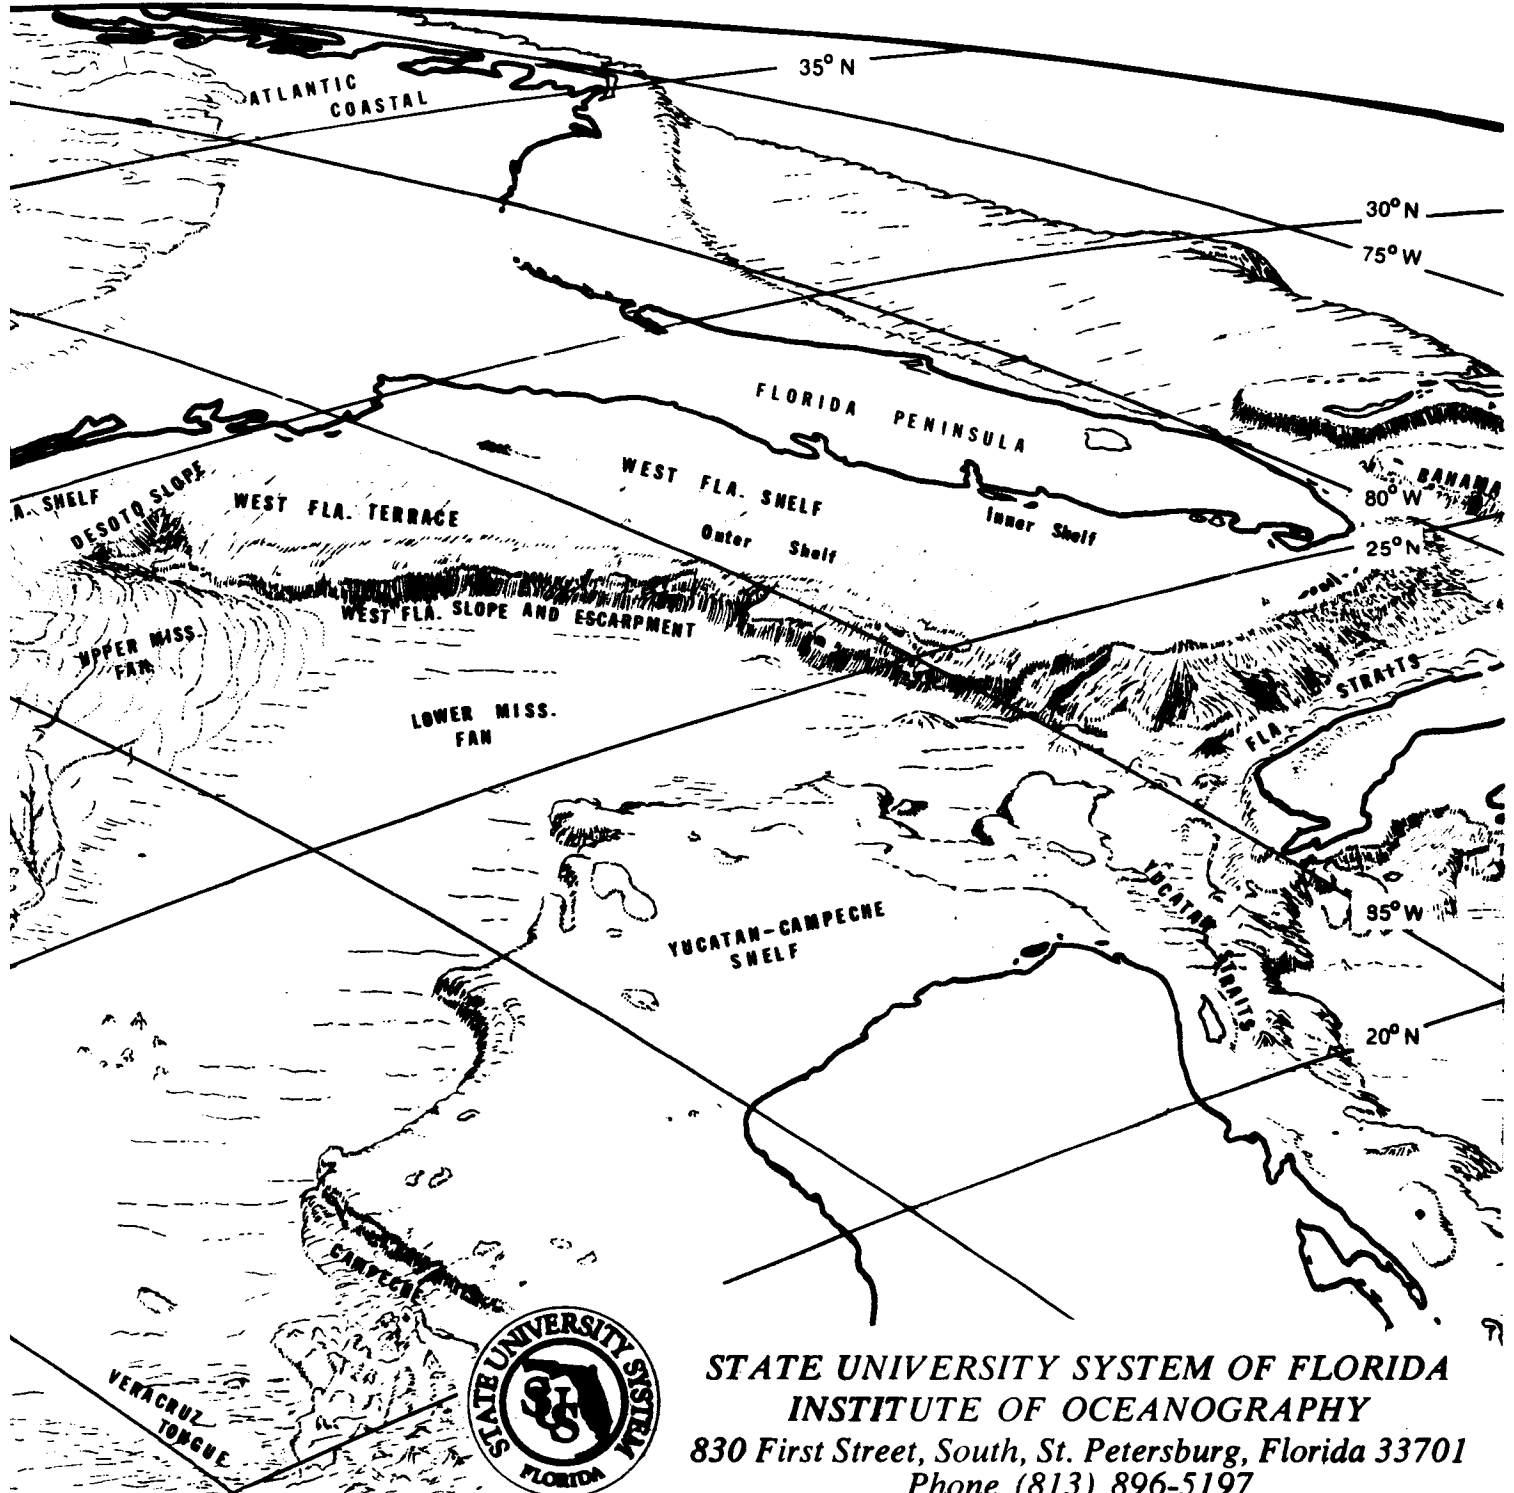 35° N
ATLANTIC
COASTAL
30° N
75° W
FLORIDA PENINSULA
WEST FLA. SHELF
BAHAMA
80° W
A. SHELF
DESOTO SLOPE
WEST FLA. TERRACE
Inner Shelf
Outer Shelf
25° N
WEST FLA. SLOPE AND ESCARPMENT
UPPER MISS.
FAN
FLA. STRAITS
LOWER MISS.
FAN
YUCATAN STRAITS
YUCATAN-CAMPECHE
SHELF
85° W
20° N
CAMPECHE
VERACRUZ
TONGUE
STATE UNIVERSITY SYSTEM
SUS
FLORIDA
STATE UNIVERSITY SYSTEM OF FLORIDA
INSTITUTE OF OCEANOGRAPHY
830 First Street, South, St. Petersburg, Florida 33701
Phone (813) 896-5197